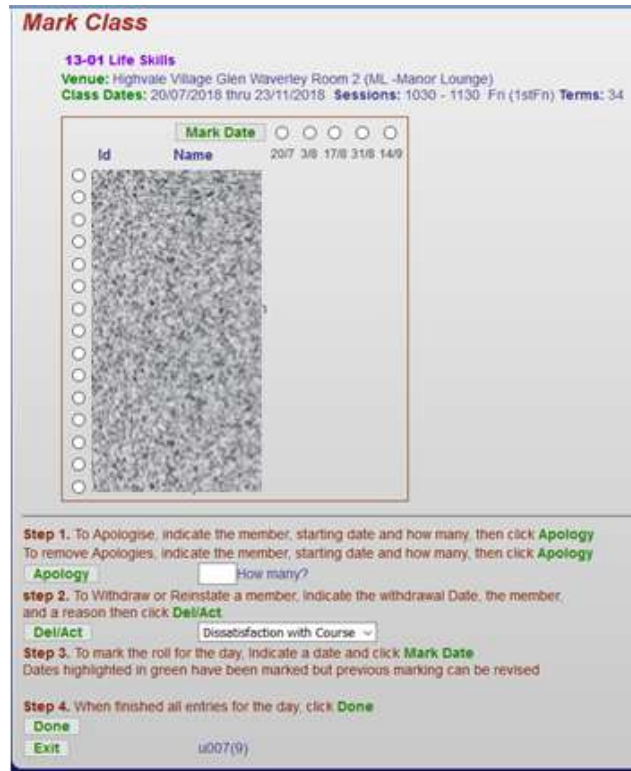 Mark Class
13-01 Life Skills
Venue: Highvale Village Glen Waverley Room 2 (ML -Manor Lounge)
Class Dates: 20/07/2018 thru 23/11/2018 Sessions: 1030 - 1130 Fri (1stFn) Terms: 34
Mark Date
Id Name 20/7 3/8 17/8 31/8 14/9
Step 1. To Apologise, indicate the member, starting date and how many, then click Apology
To remove Apologies, indicate the member, starting date and how many, then click Apology
Apology How many?
step 2. To Withdraw or Reinstate a member, Indicate the withdrawal Date, the member,
and a reason then click Del/Act
Del/Act Dissatisfaction with Course
Step 3. To mark the roll for the day, Indicate a date and click Mark Date
Dates highlighted in green have been marked but previous marking can be revised
Step 4. When finished all entries for the day, click Done
Done
Exit u007(9)